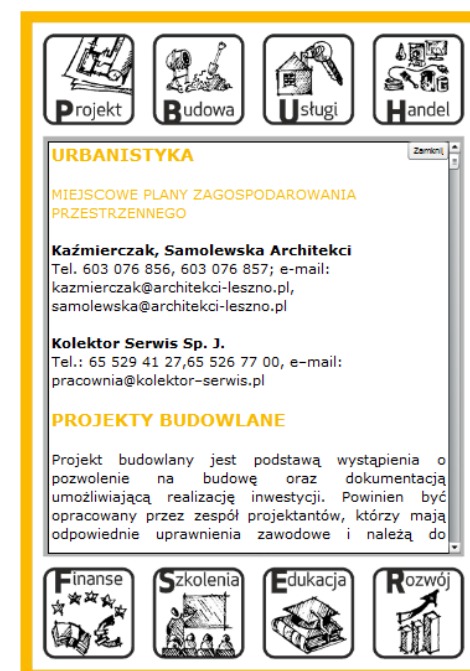 Projekt
Budowa
Usługi
Handel
Zamknij
URBANISTYKA
MIEJSCOWE PLANY ZAGOSPODAROWANIA
PRZESTRZENNEGO
Kaźmierczak, Samolewska Architekci
Tel. 603 076 856, 603 076 857; e-mail:
kazmierczak@architekci-leszno.pl,
samolewska@architekci-leszno.pl
Kolektor Serwis Sp. J.
Tel.: 65 529 41 27,65 526 77 00, e–mail:
pracownia@kolektor–serwis.pl
PROJEKTY BUDOWLANE
Projekt budowlany jest podstawą wystąpienia o
pozwolenie na budowę oraz dokumentacją
umożliwiającą realizację inwestycji. Powinien być
opracowany przez zespół projektantów, którzy mają
odpowiednie uprawnienia zawodowe i należą do
Finanse
Szkolenia
Edukacja
Rozwój